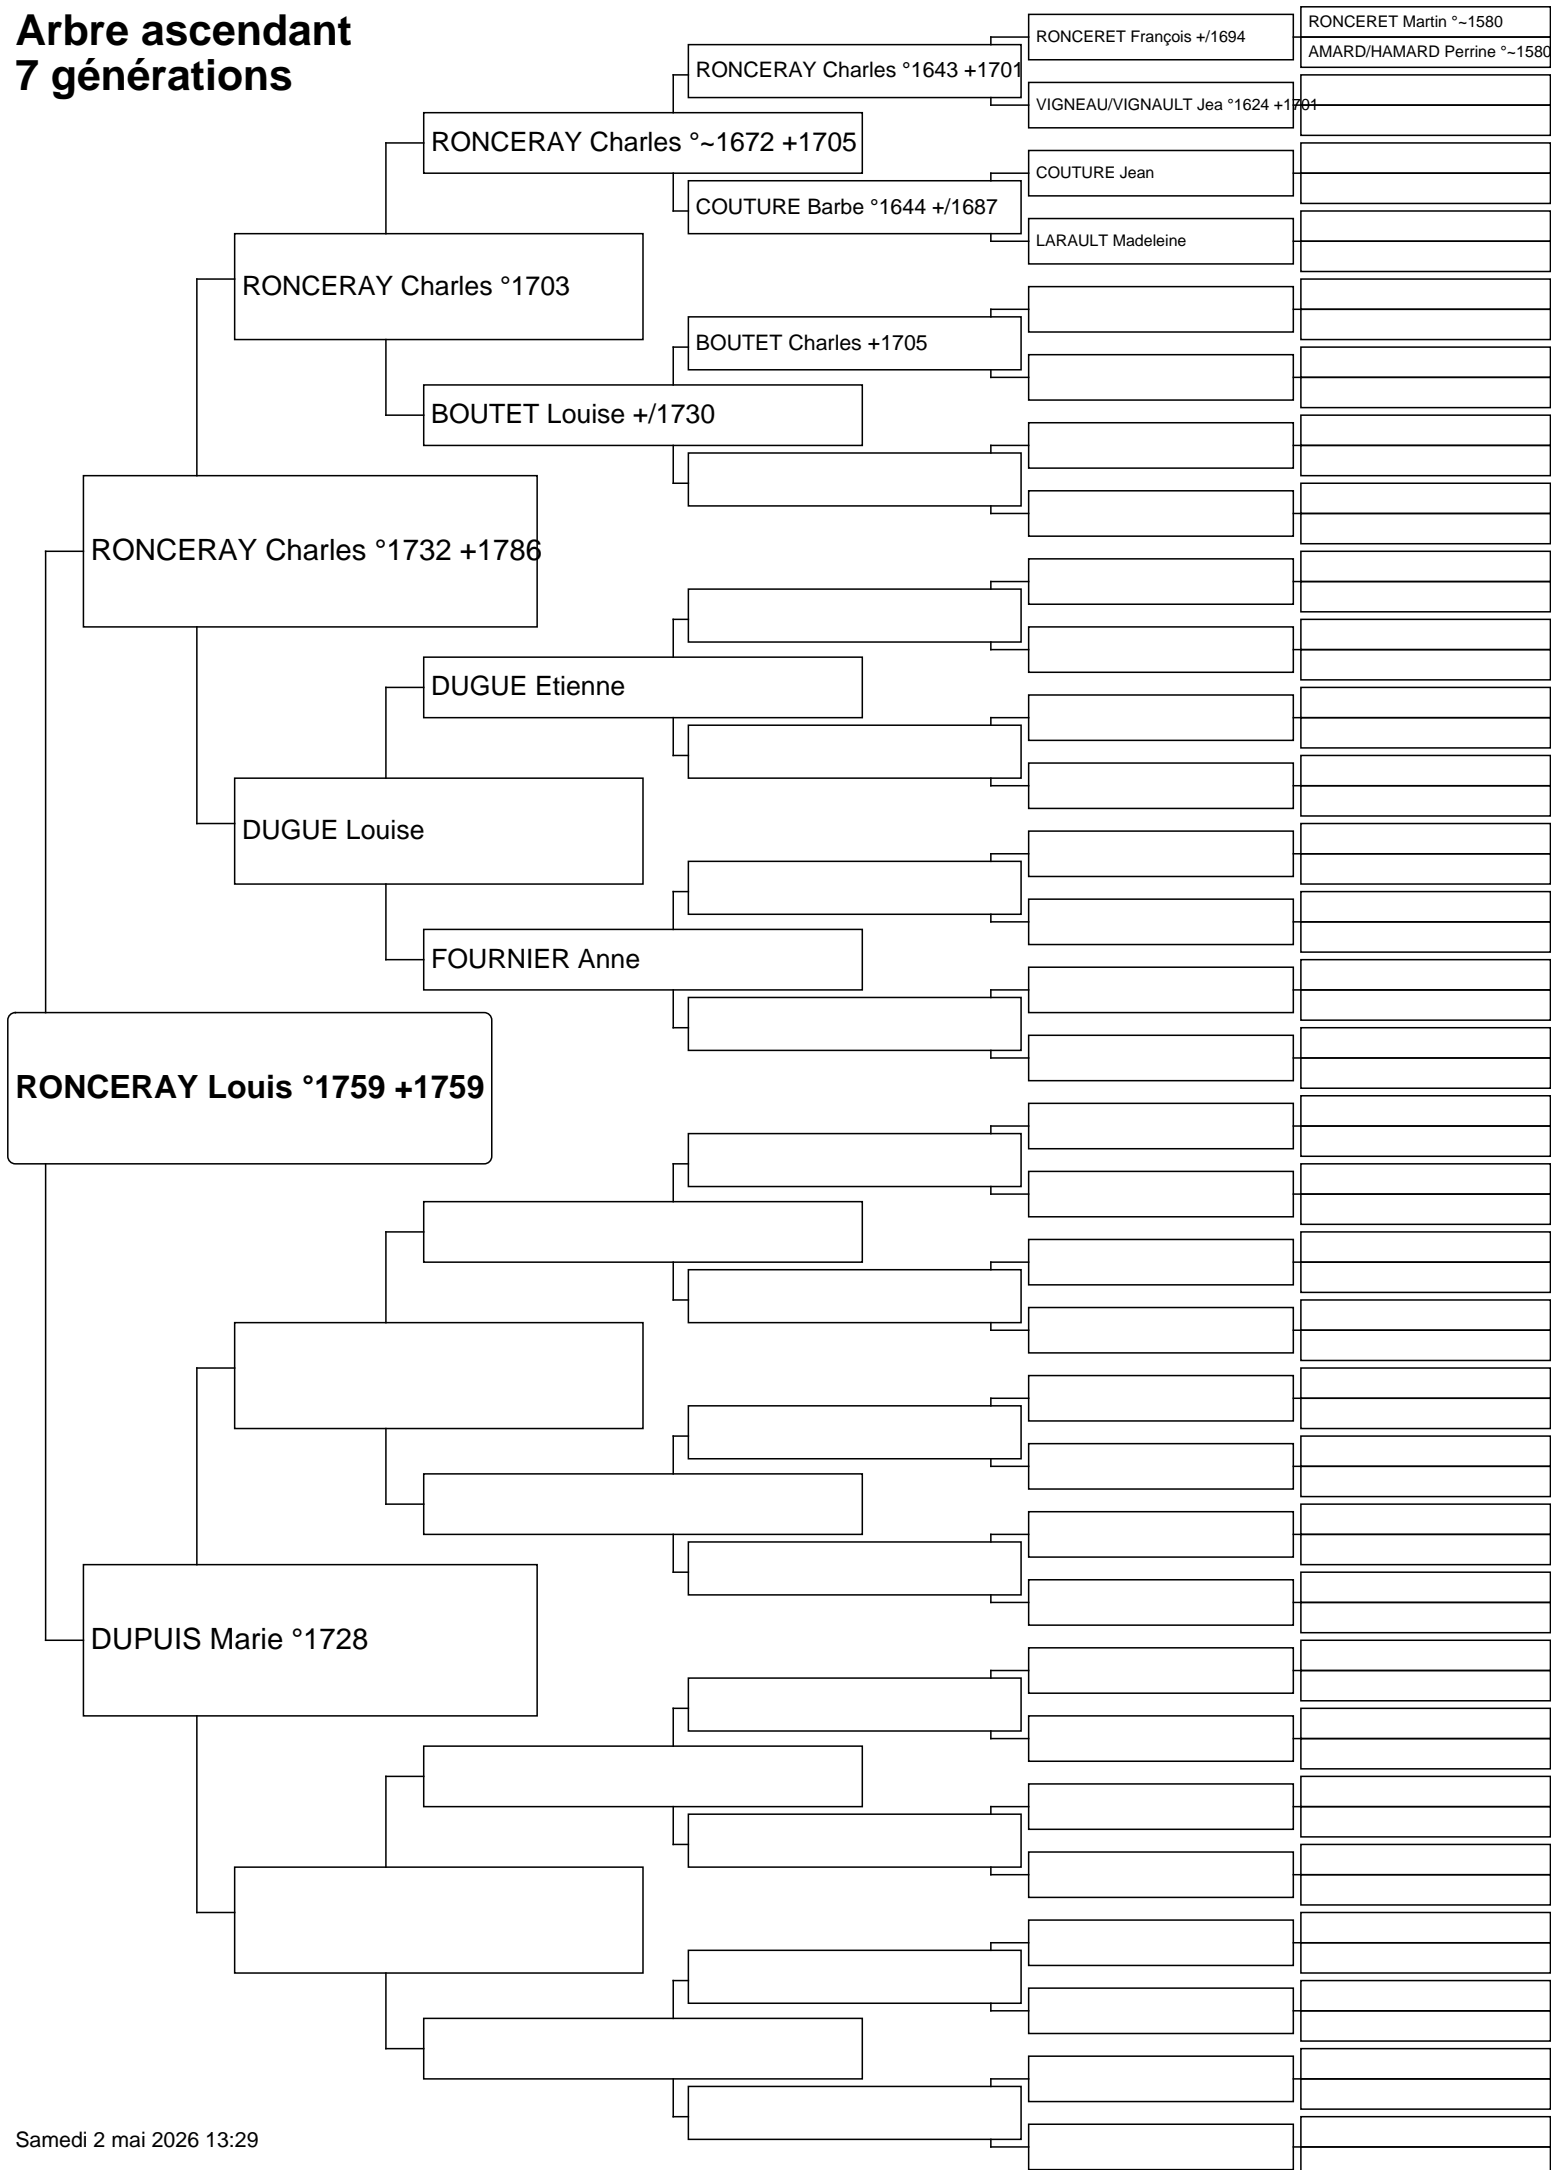 Arbre ascendant
7 générations
RONCERET François +/1694
RONCERET Martin °~1580
AMARD/HAMARD Perrine °~1580
RONCERAY Charles °1643 +1701
VIGNEAU/VIGNAULT Jea °1624 +1701
RONCERAY Charles °~1672 +1705
COUTURE Jean
COUTURE Barbe °1644 +/1687
LARAULT Madeleine
RONCERAY Charles °1703
BOUTET Charles +1705
BOUTET Louise +/1730
RONCERAY Charles °1732 +1786
DUGUE Etienne
DUGUE Louise
FOURNIER Anne
RONCERAY Louis °1759 +1759
DUPUIS Marie °1728
Samedi 2 mai 2026 13:29